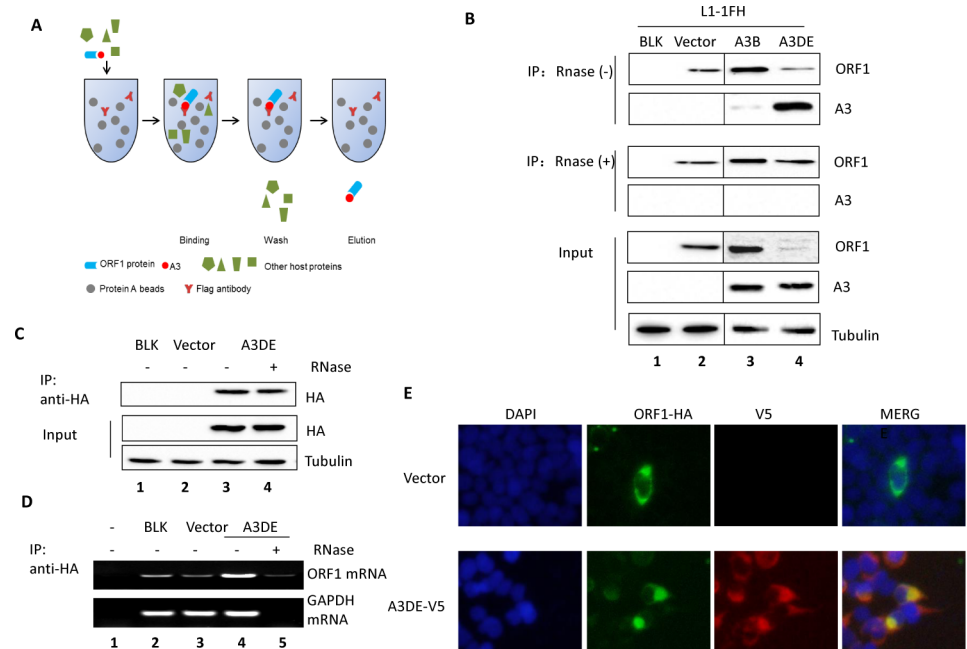 A
Binding Wash Elution
ORF1 protein A3 Other host proteins
Protein A beads Flag antibody
B
L1-1FH
BLK Vector A3B A3DE
IP: Rnase (-) ORF1
A3
IP: Rnase (+) ORF1
A3
Input ORF1
A3
Tubulin
1 2 3 4
C
BLK Vector A3DE
- - - + RNase
IP:
anti-HA HA
Input HA
Tubulin
1 2 3 4
D
- BLK Vector A3DE
IP: - - - - + RNase
anti-HA
ORF1 mRNA
GAPDH
mRNA
1 2 3 4 5
E
DAPI ORF1-HA V5 MERG
E
Vector
A3DE-V5